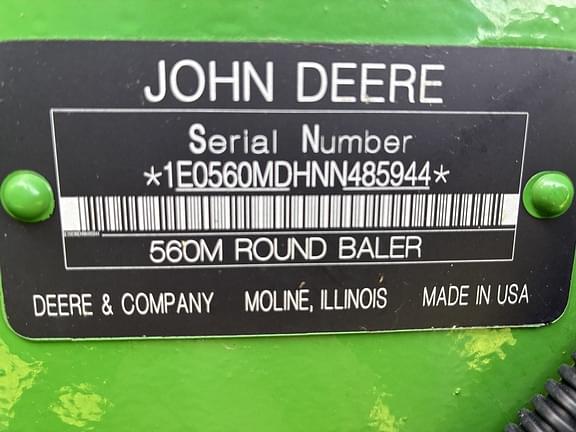 JOHN DEERE
Serial Number
*1E0560MDHNN485944*
560M ROUND BALER
DEERE & COMPANY MOLINE, ILLINOIS MADE IN USA